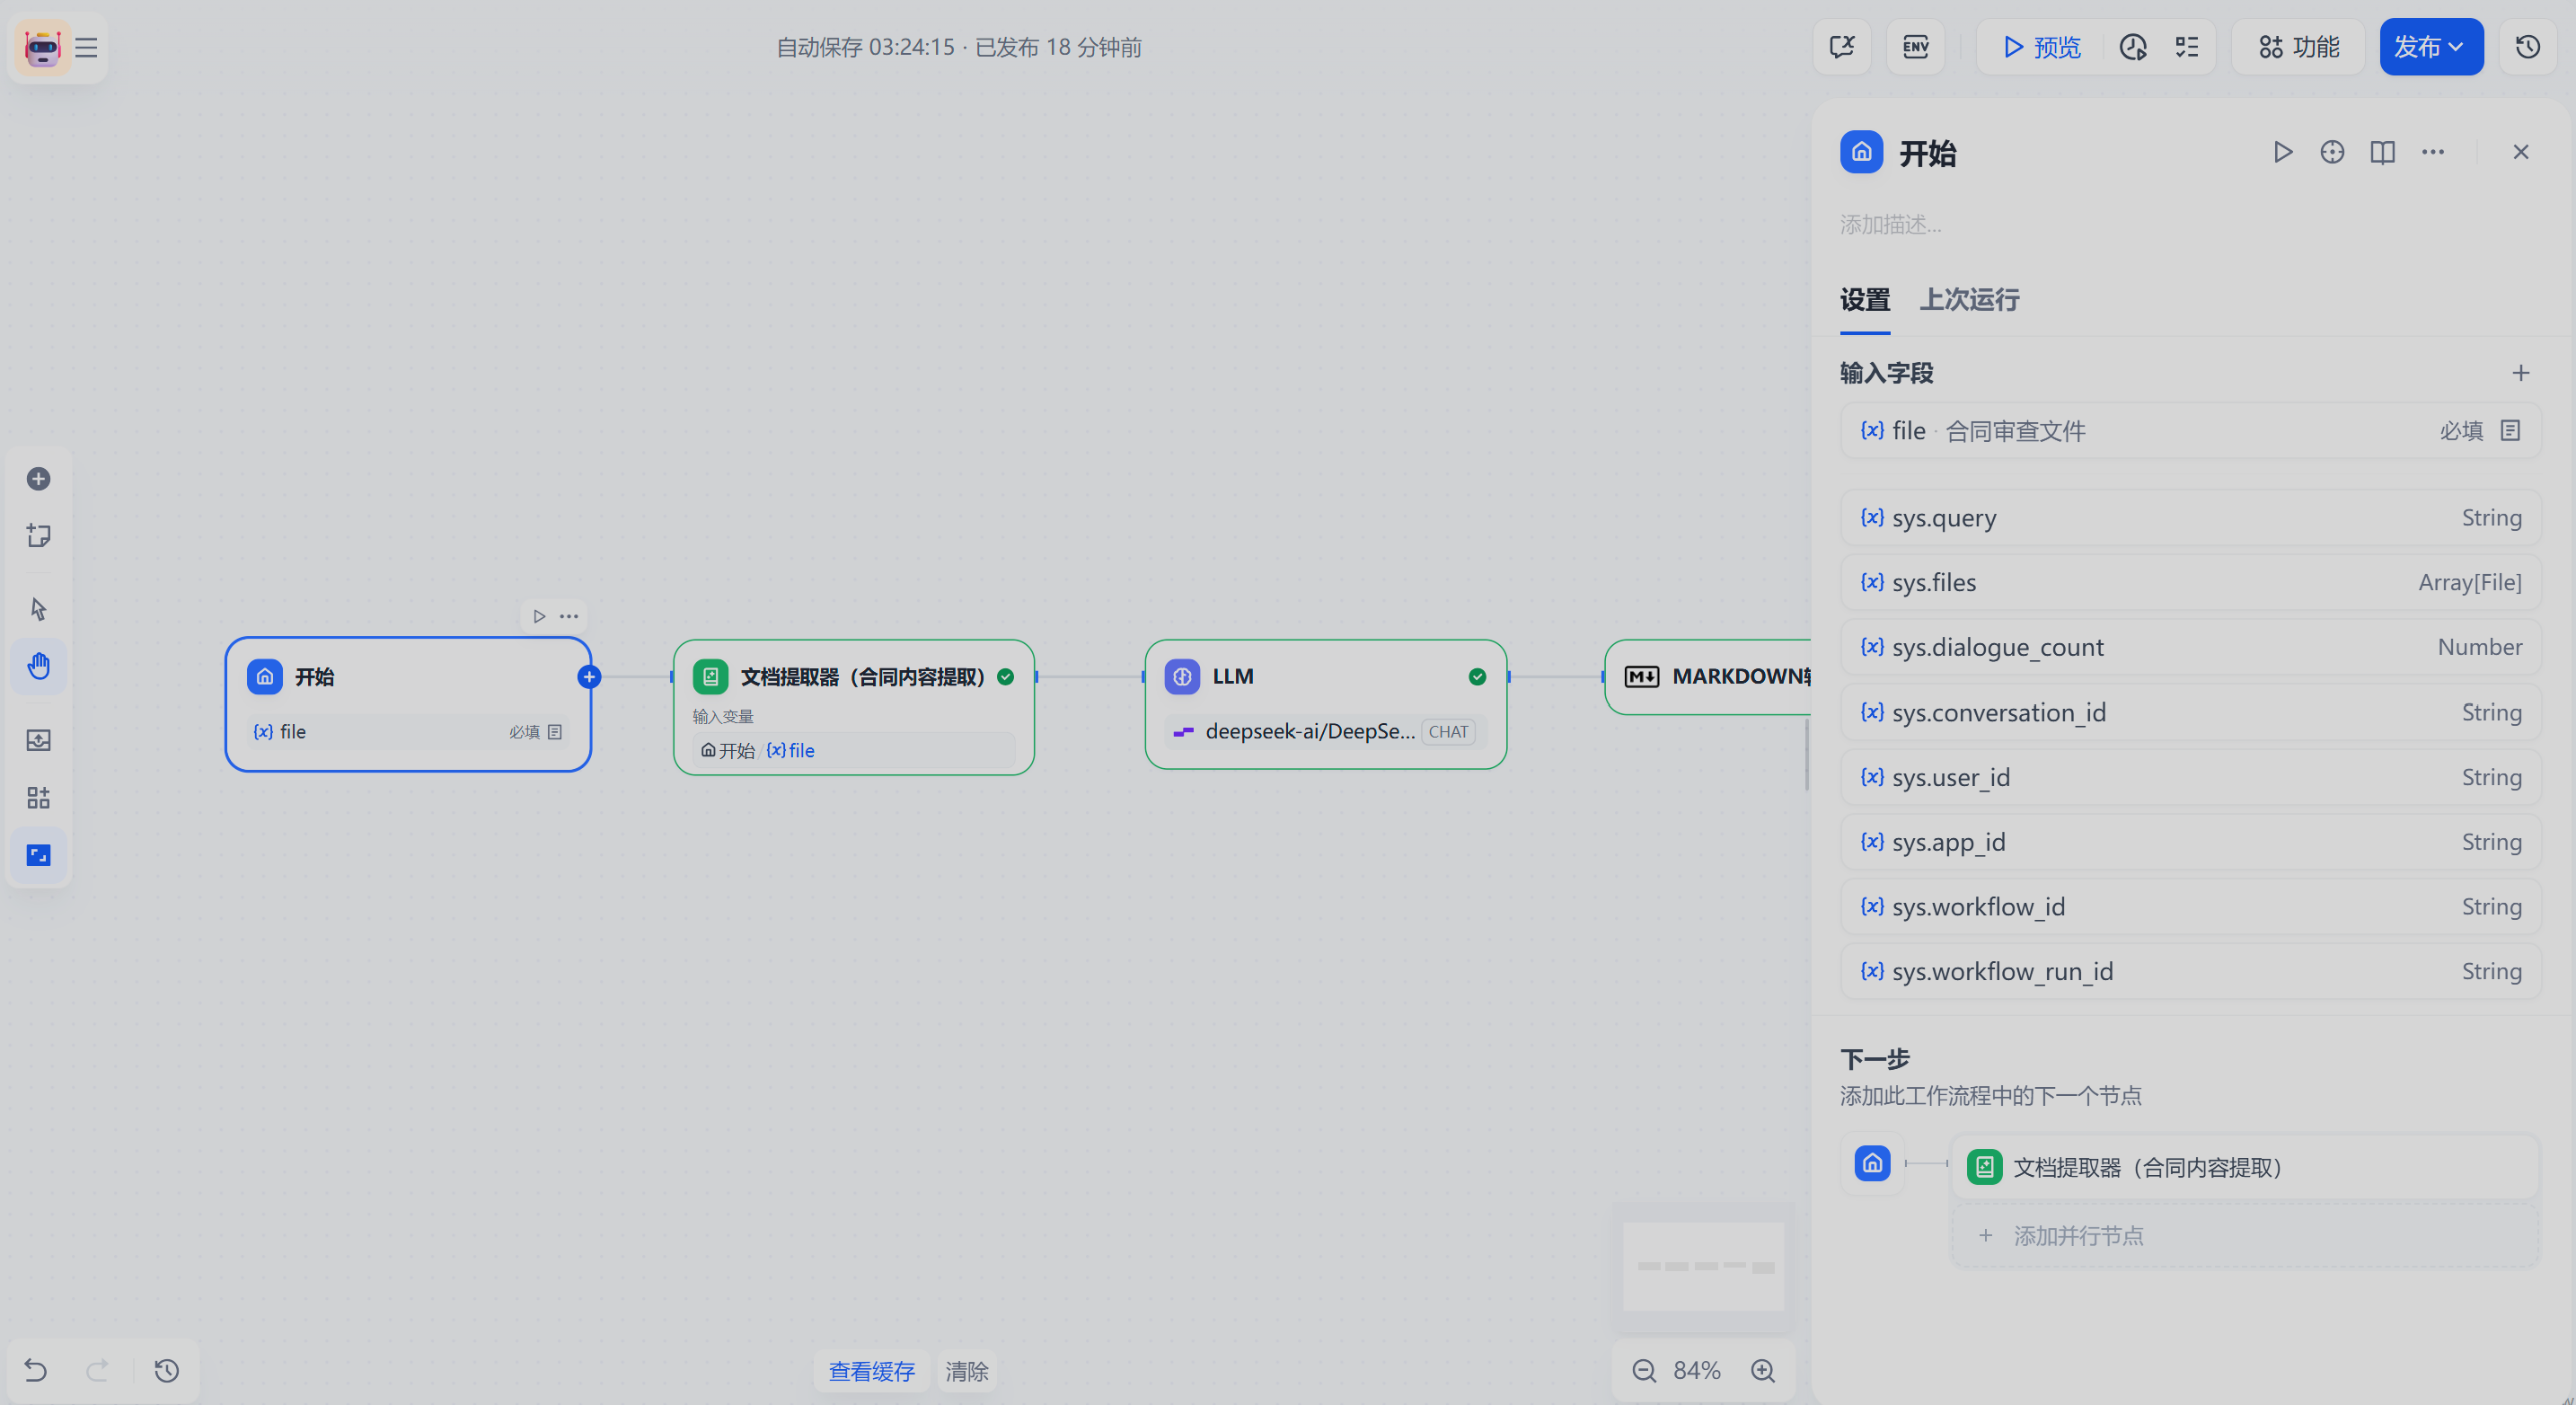 自动保存 03:24:15 · 已发布 18 分钟前
ENV
预览
功能
发布
开始
添加描述...
设置 上次运行
输入字段
{x} file · 合同审查文件 必填
{x} sys.query String
{x} sys.files Array[File]
{x} sys.dialogue_count Number
{x} sys.conversation_id String
{x} sys.user_id String
{x} sys.app_id String
{x} sys.workflow_id String
{x} sys.workflow_run_id String
下一步
添加此工作流程中的下一个节点
文档提取器（合同内容提取）
+ 添加并行节点
开始
{x} file 必填
文档提取器（合同内容提取）
输入变量
开始 / {x} file
LLM
deepseek-ai/DeepSe... CHAT
MARKDOWN
查看缓存 清除
84%